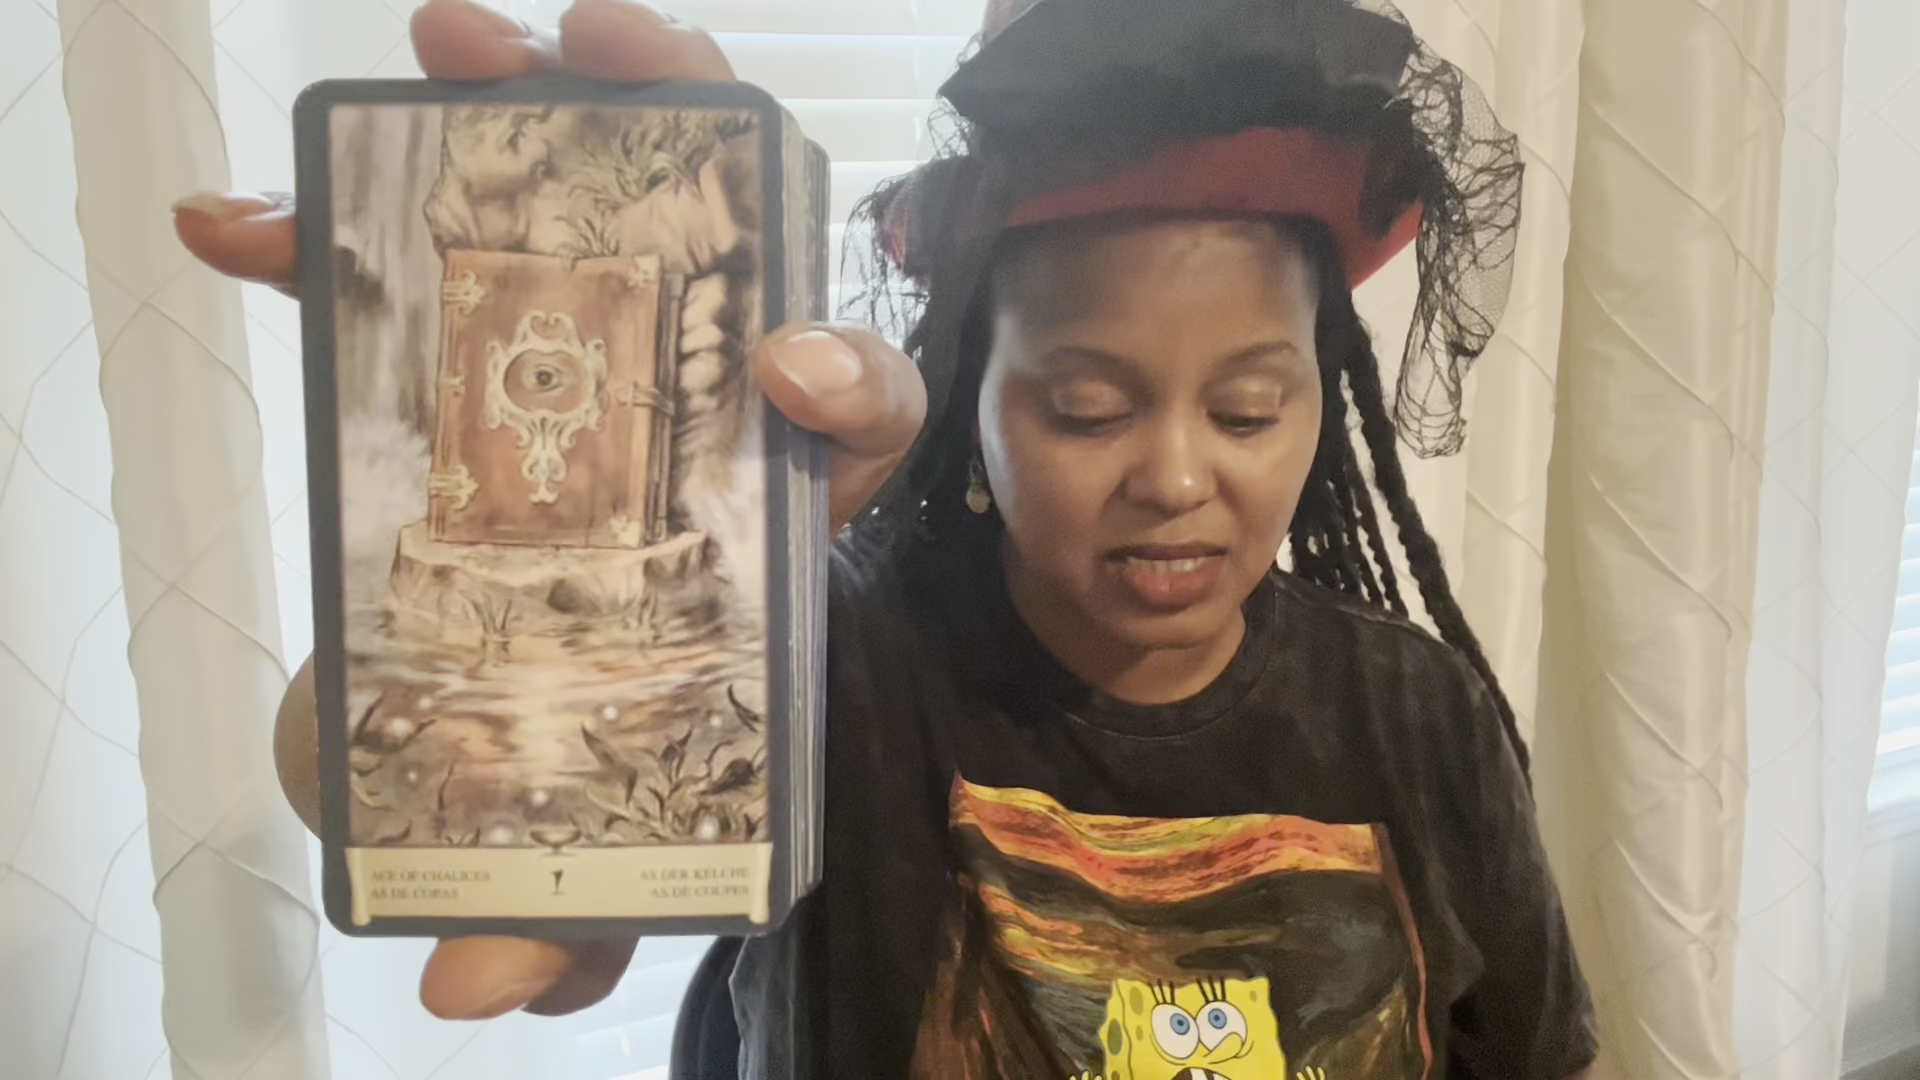 ACE OF CHALICES
AS DE COPAS
AS DER KELCHE
AS DE COUPES